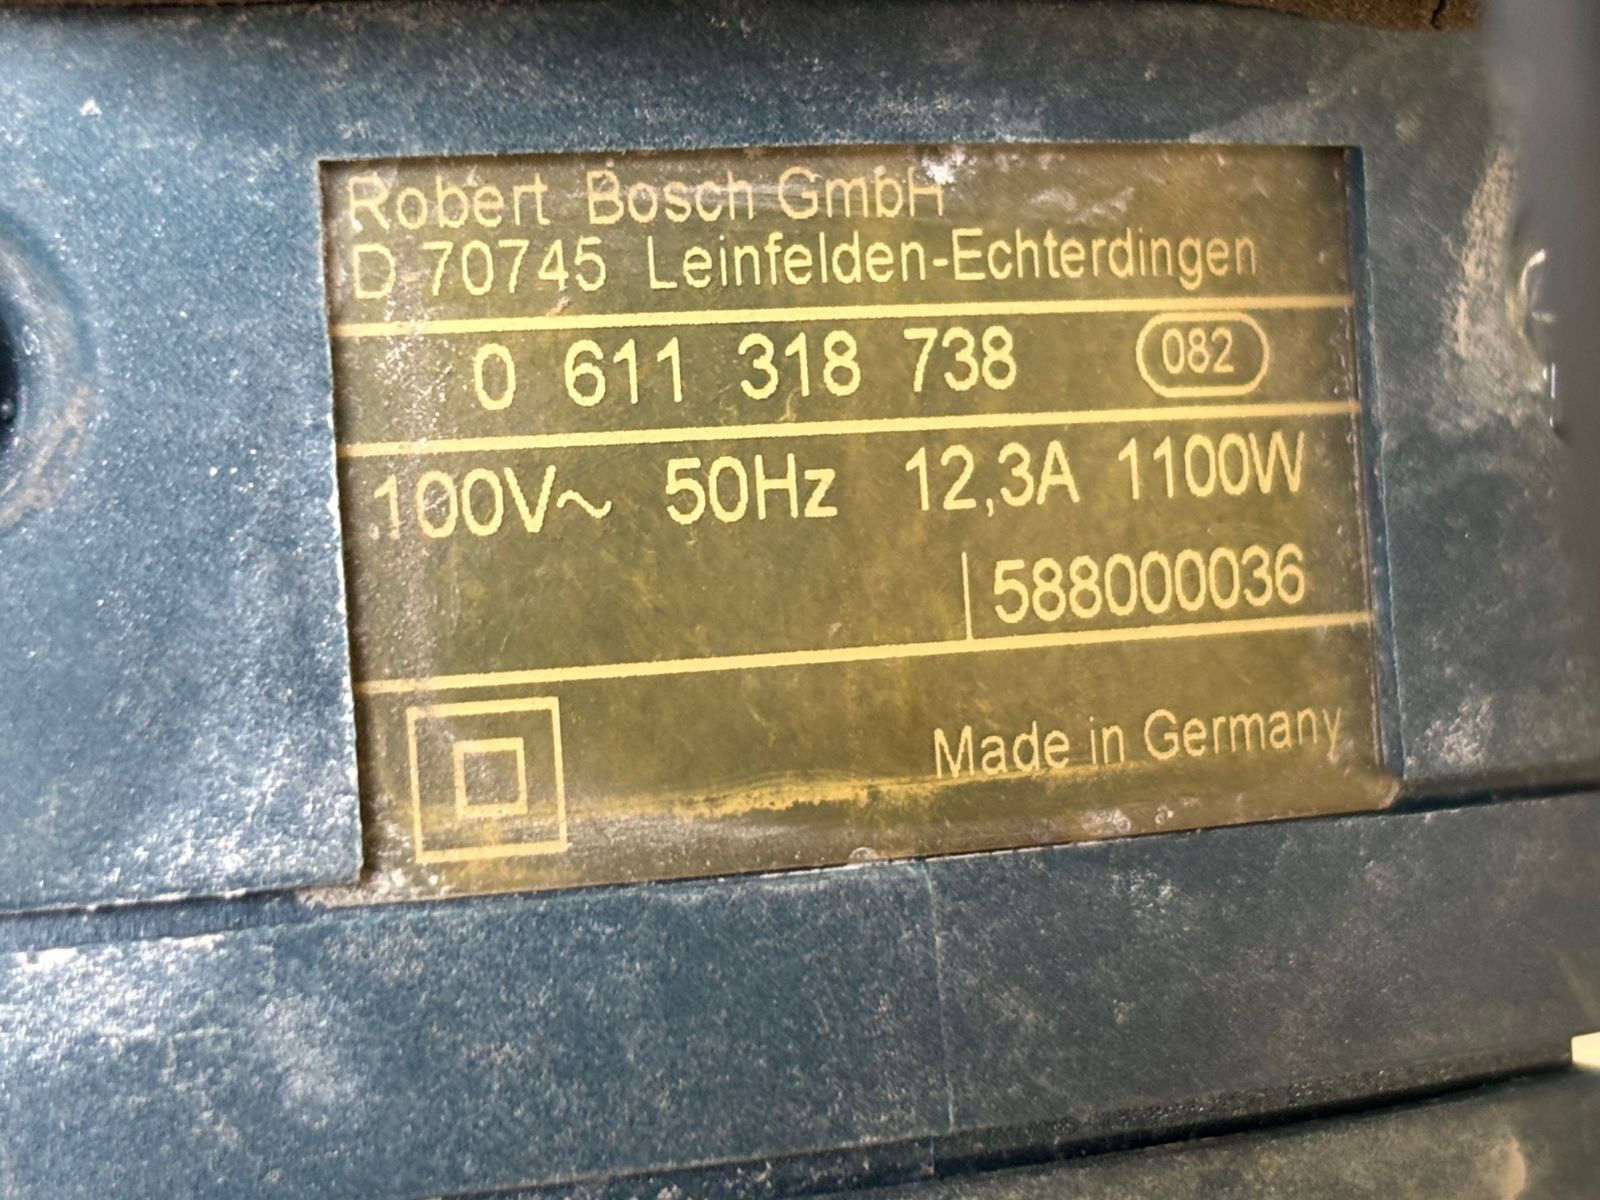 Robert Bosch GmbH
D-70745 Leinfelden-Echterdingen
0 611 318 738 082
100V~ 50Hz 12,3A 1100W
588000036
Made in Germany